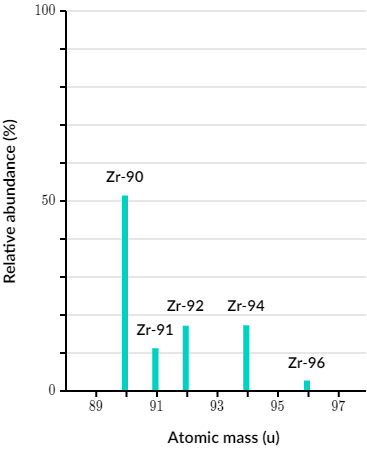 100
Zr-90
50
Zr-92
Zr-94
Zr-91
Zr-96
0
89 91 93 95 97
Relative abundance (%)
Atomic mass (u)